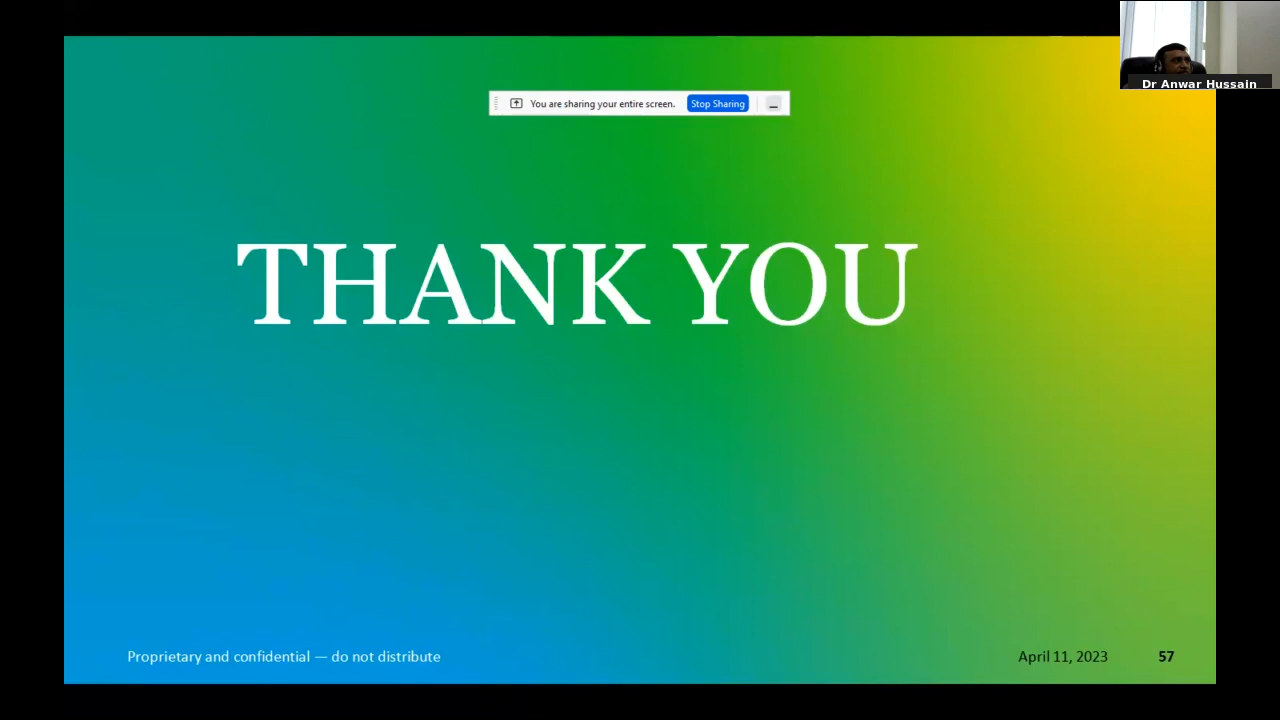 Dr Anwar Hussain
You are sharing your entire screen. Stop Sharing
THANK YOU
Proprietary and confidential — do not distribute April 11, 2023 57